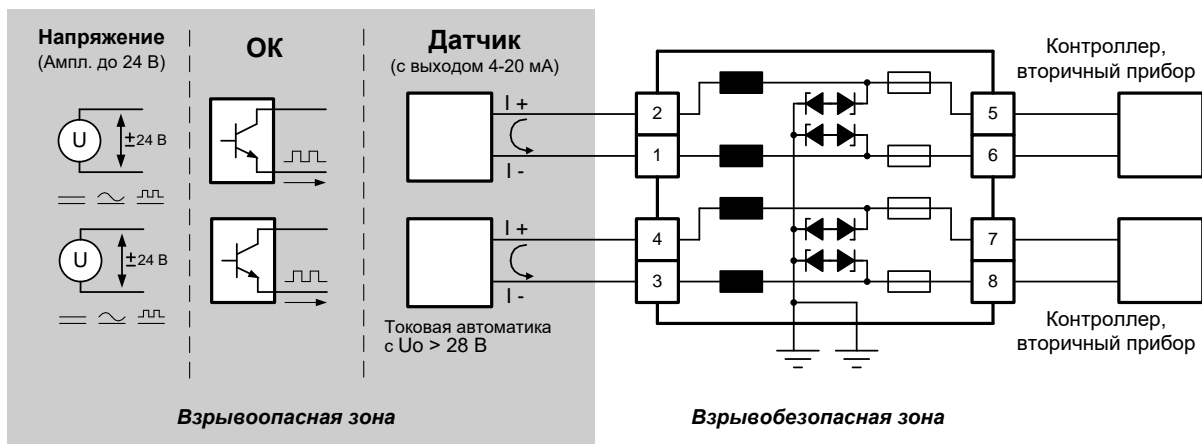 Напряжение
(Ампл. до 24 В)
U
±24 В
U
±24 В
ОК
Датчик
(с выходом 4-20 мА)
I +
I -
I +
I -
Токовая автоматика
с Uo > 28 В
2
1
4
3
5
6
7
8
Контроллер,
вторичный прибор
Контроллер,
вторичный прибор
Взрывоопасная зона
Взрывобезопасная зона